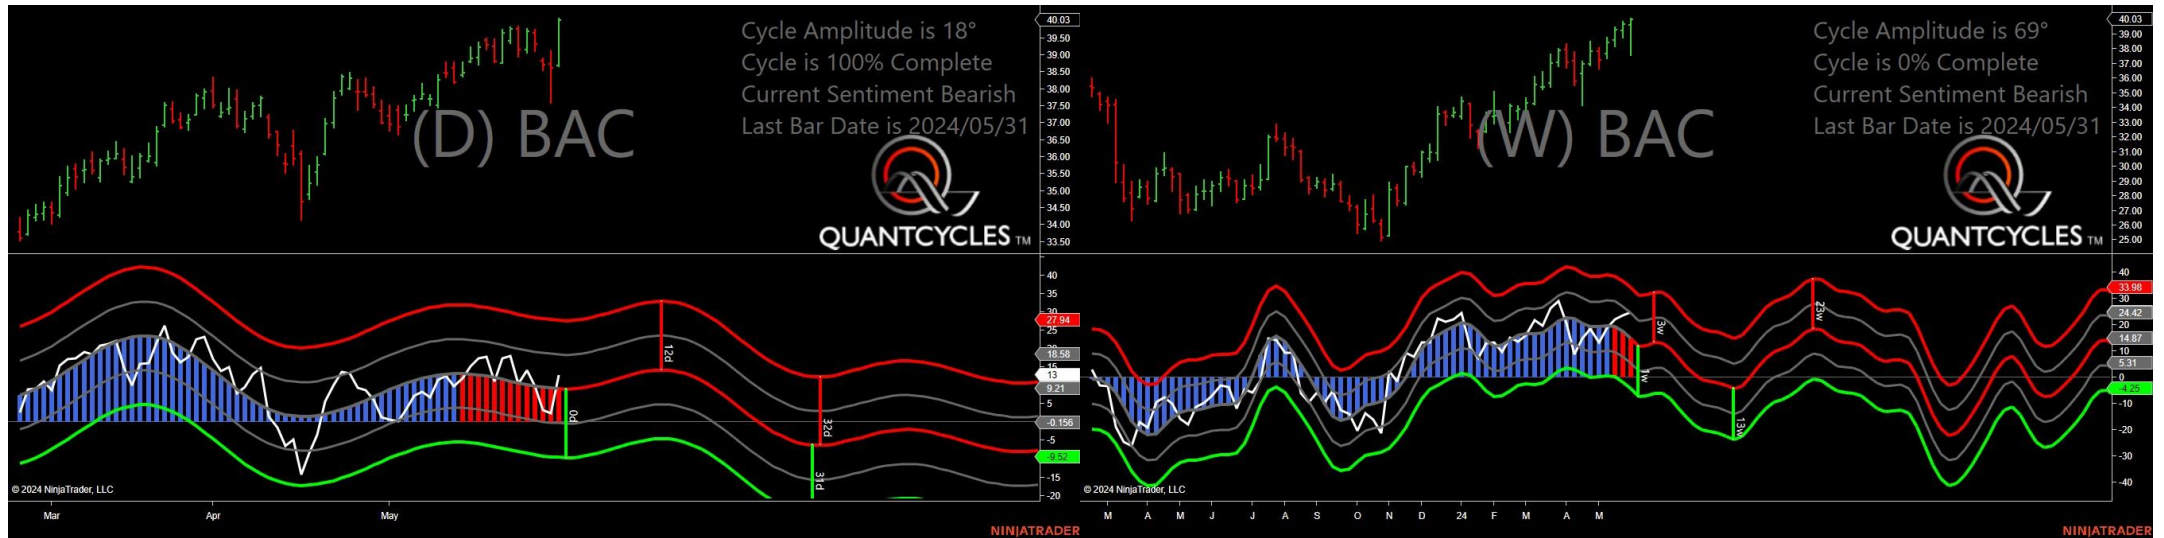 Cycle Amplitude is 18°
Cycle is 100% Complete
Current Sentiment Bearish
Last Bar Date is 2024/05/31
(D) BAC
QUANTCYCLES TM
40.03
39.50
39.00
38.50
38.00
37.50
37.00
36.50
36.00
35.50
35.00
34.50
34.00
33.50
40
35
30
27.94
25
18.58
15
13
9.21
5
-0.156
-5
-9.52
-15
-20
0d
12d
32d
31d
© 2024 NinjaTrader, LLC
Mar Apr May
NINJATRADER
Cycle Amplitude is 69°
Cycle is 0% Complete
Current Sentiment Bearish
Last Bar Date is 2024/05/31
(W) BAC
QUANTCYCLES TM
40.03
39.00
38.00
37.00
36.00
35.00
34.00
33.00
32.00
31.00
30.00
29.00
28.00
27.00
26.00
25.00
40
33.98
30
24.42
20
14.87
10
5.31
0
-4.25
-10
-20
-30
-40
3w
1w
13w
23w
© 2024 NinjaTrader, LLC
M A M J J A S O N D 24 F M A M
NINJATRADER